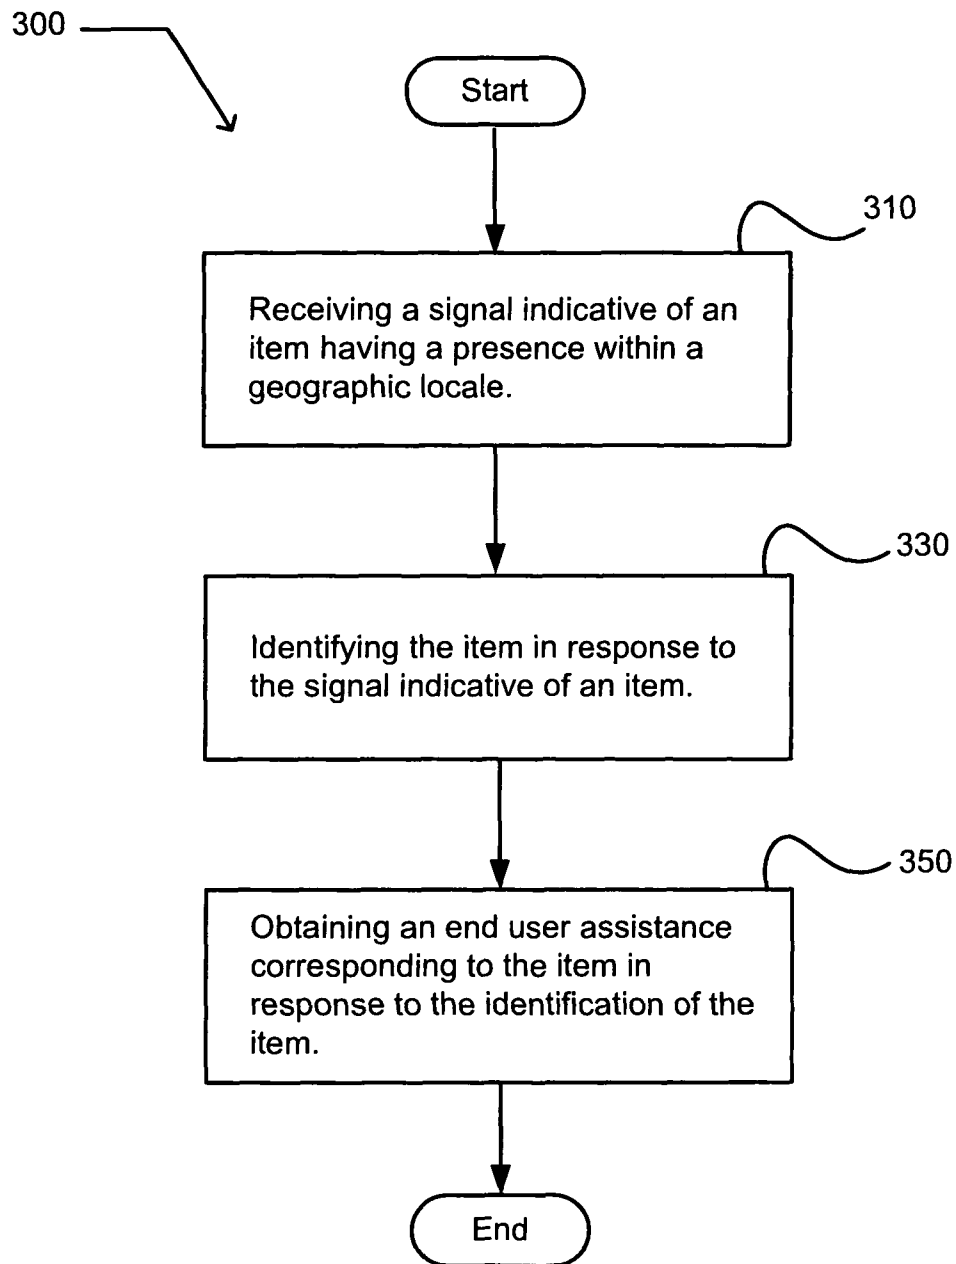 300
Start
310
Receiving a signal indicative of an
item having a presence within a
geographic locale.
330
Identifying the item in response to
the signal indicative of an item.
350
Obtaining an end user assistance
corresponding to the item in
response to the identification of the
item.
End